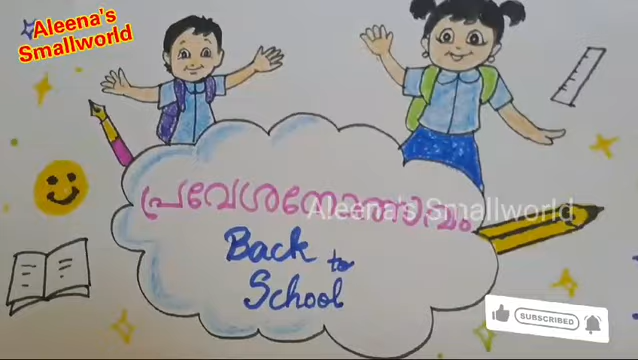 Aleena's
Smallworld
പ്രവേശനോത്സവം
Aleena's Smallworld
Back to
School
SUBSCRIBED